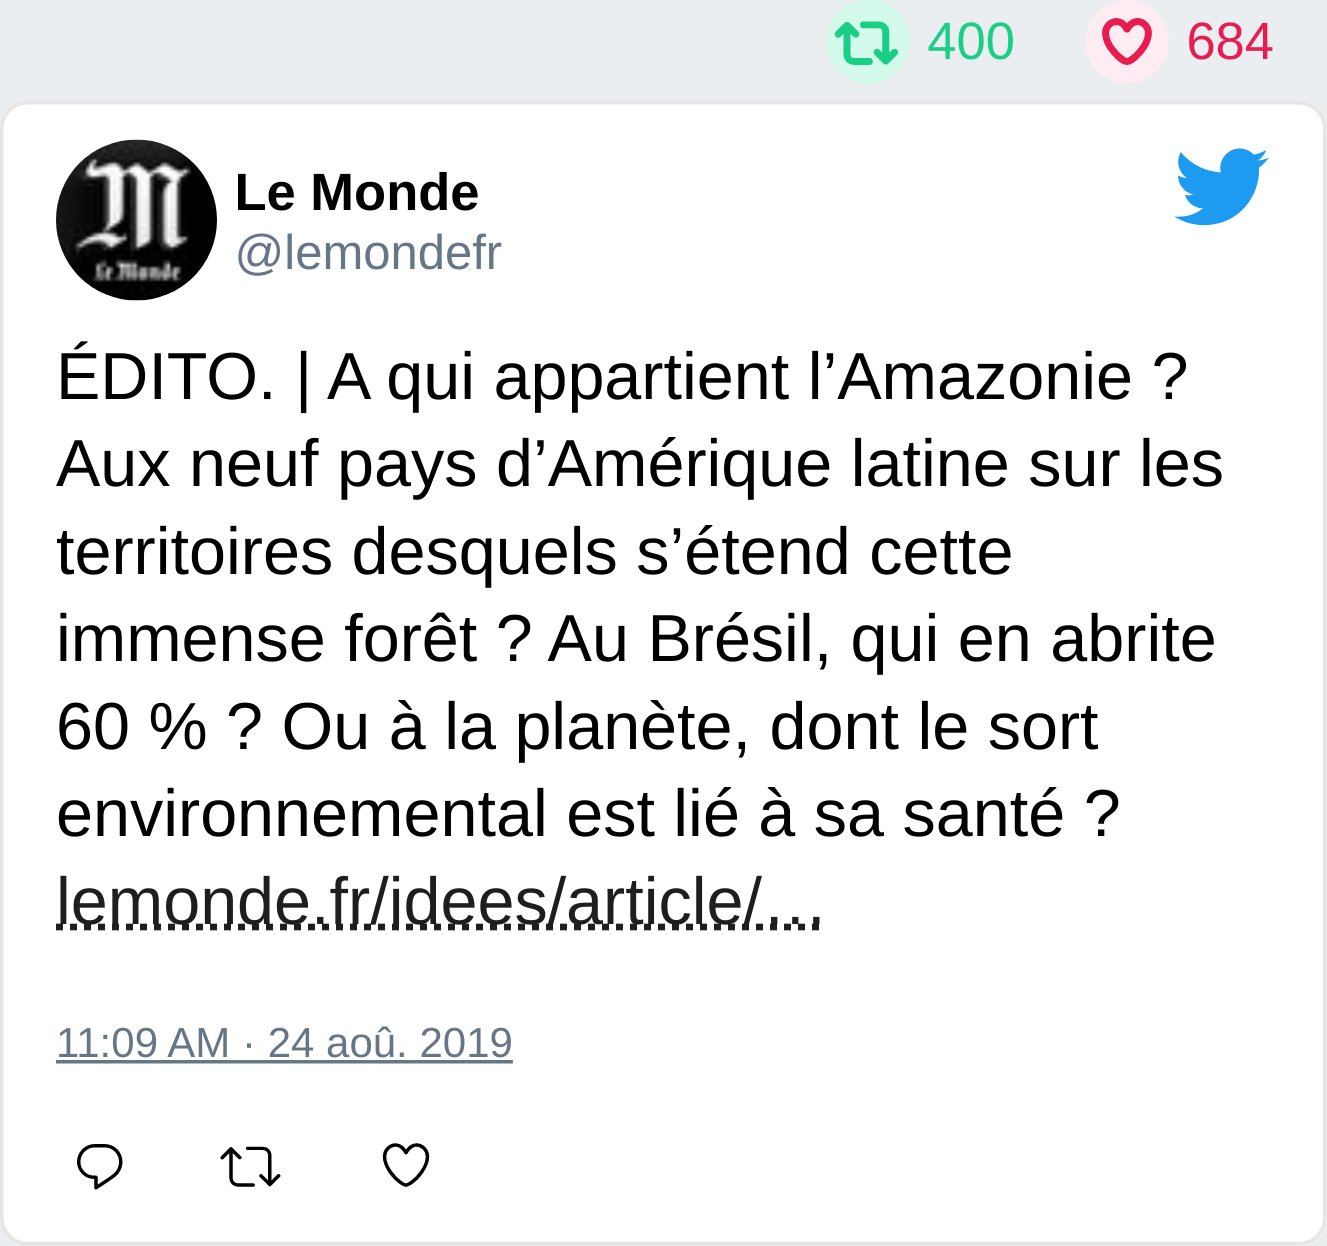 400 684
Le Monde
Le Monde
@lemondefr
ÉDITO. | A qui appartient l’Amazonie ?
Aux neuf pays d’Amérique latine sur les
territoires desquels s’étend cette
immense forêt ? Au Brésil, qui en abrite
60 % ? Ou à la planète, dont le sort
environnemental est lié à sa santé ?
lemonde.fr/idees/article/...
11:09 AM · 24 aoû. 2019